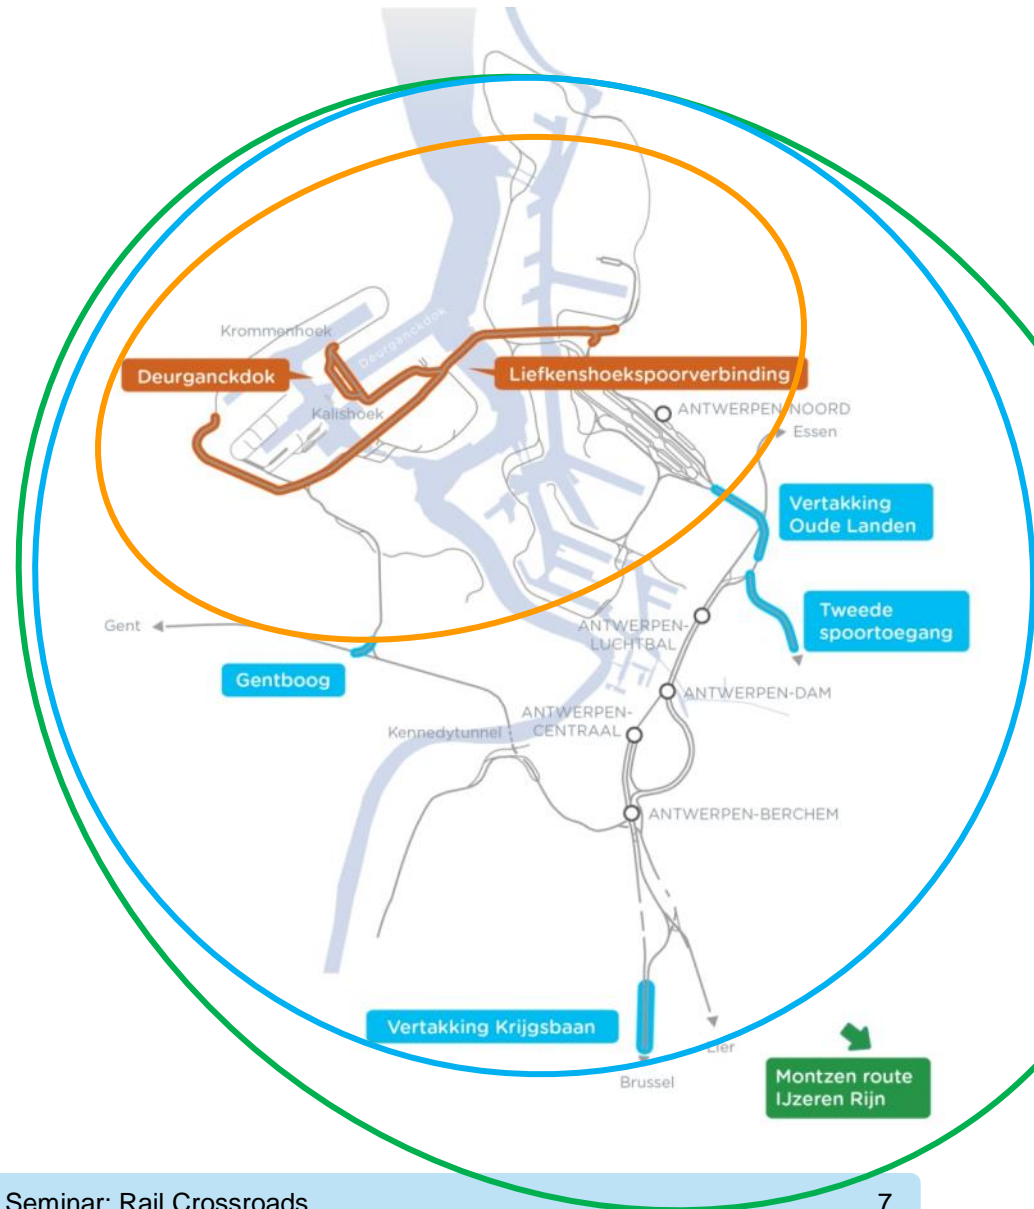 Krommenhoek
Deurganckdok
Deurganckdok
Liefkenshoekspoorverbinding
Kalishoek
ANTWERPEN-NOORD
Essen
Vertakking
Oude Landen
Gent
ANTWERPEN-
LUCHTBAL
Tweede
spoortoegang
Gentboog
ANTWERPEN-DAM
ANTWERPEN-
CENTRAAL
Kennedytunnel
ANTWERPEN-BERCHEM
Vertakking Krijgsbaan
Lier
Brussel
Montzen route
IJzeren Rijn
Seminar: Rail Crossroads
7